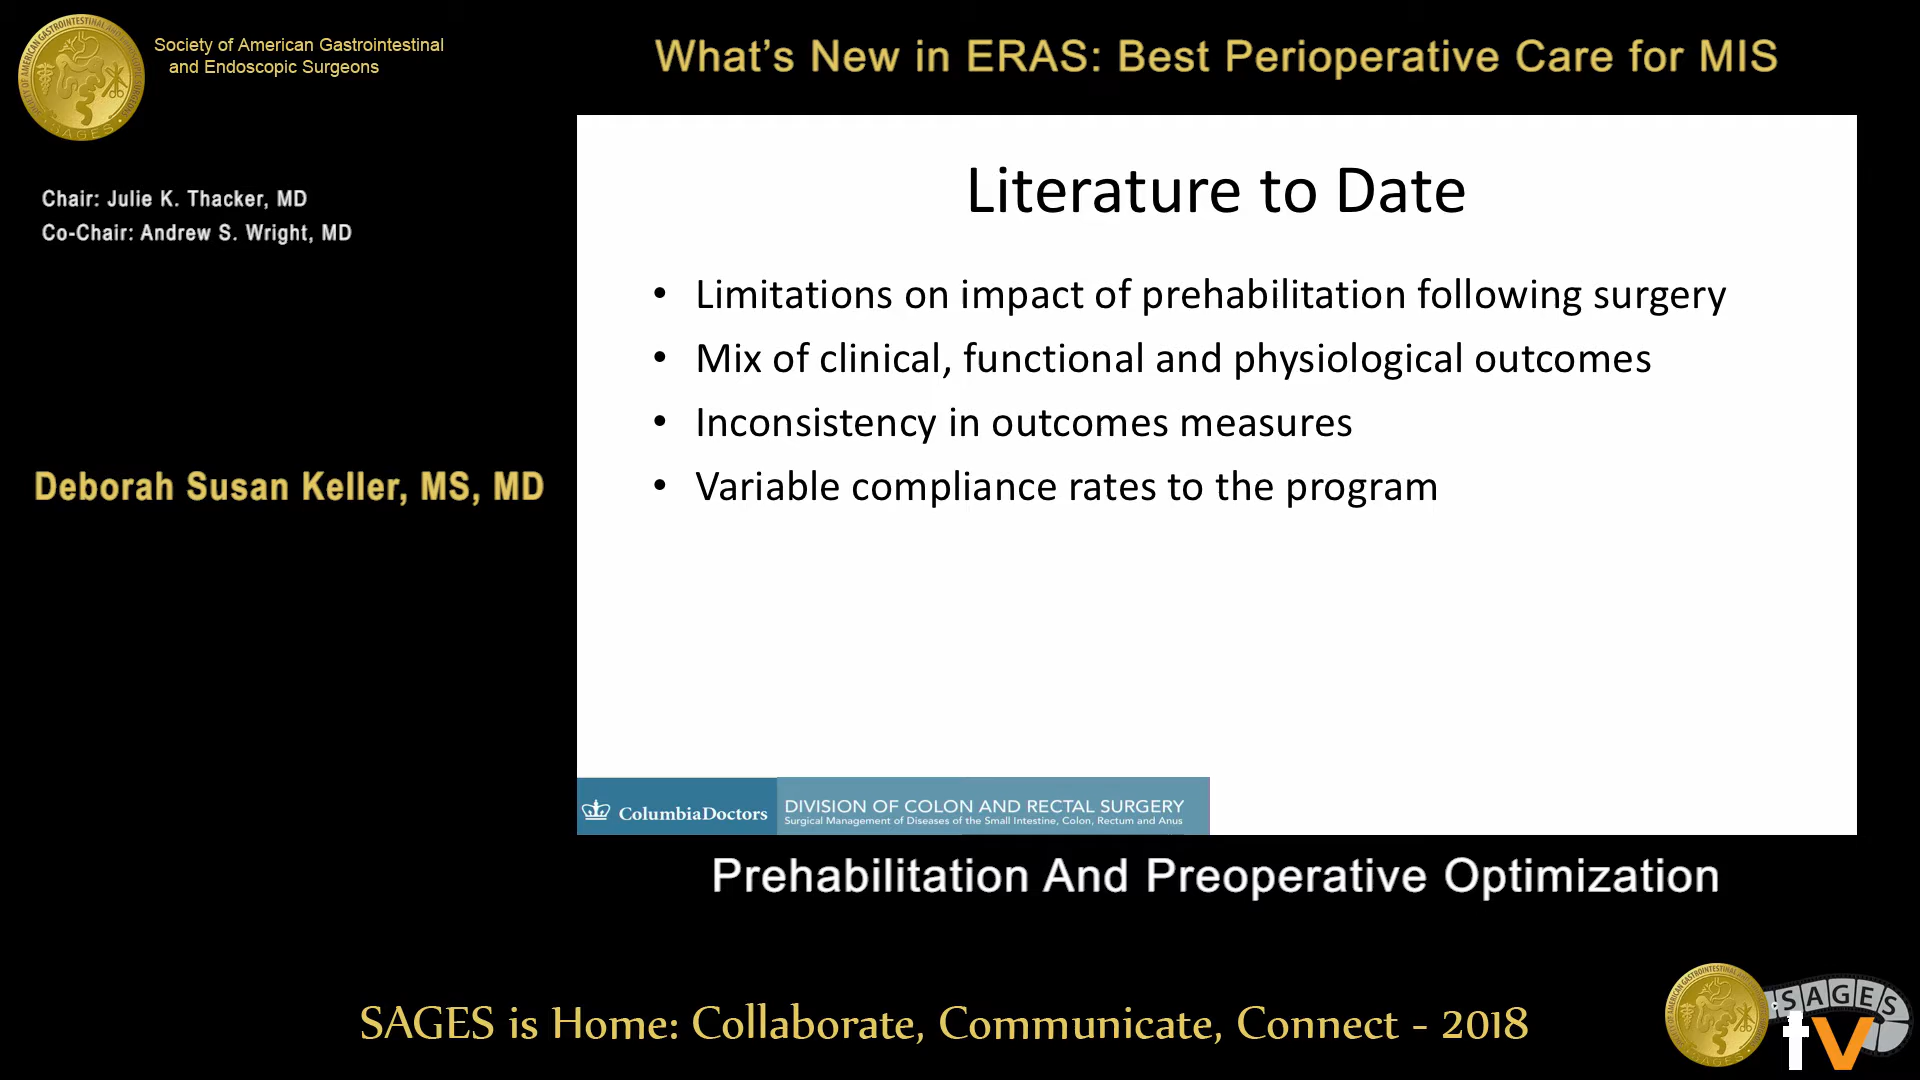 Society of American Gastrointestinal
and Endoscopic Surgeons
What's New in ERAS: Best Perioperative Care for MIS
Chair: Julie K. Thacker, MD
Co-Chair: Andrew S. Wright, MD
Deborah Susan Keller, MS, MD
Literature to Date
• Limitations on impact of prehabilitation following surgery
• Mix of clinical, functional and physiological outcomes
• Inconsistency in outcomes measures
• Variable compliance rates to the program
ColumbiaDoctors
DIVISION OF COLON AND RECTAL SURGERY
Surgical Management of Diseases of the Small Intestine, Colon, Rectum and Anus
Prehabilitation And Preoperative Optimization
SAGES is Home: Collaborate, Communicate, Connect - 2018
SAGES
tv